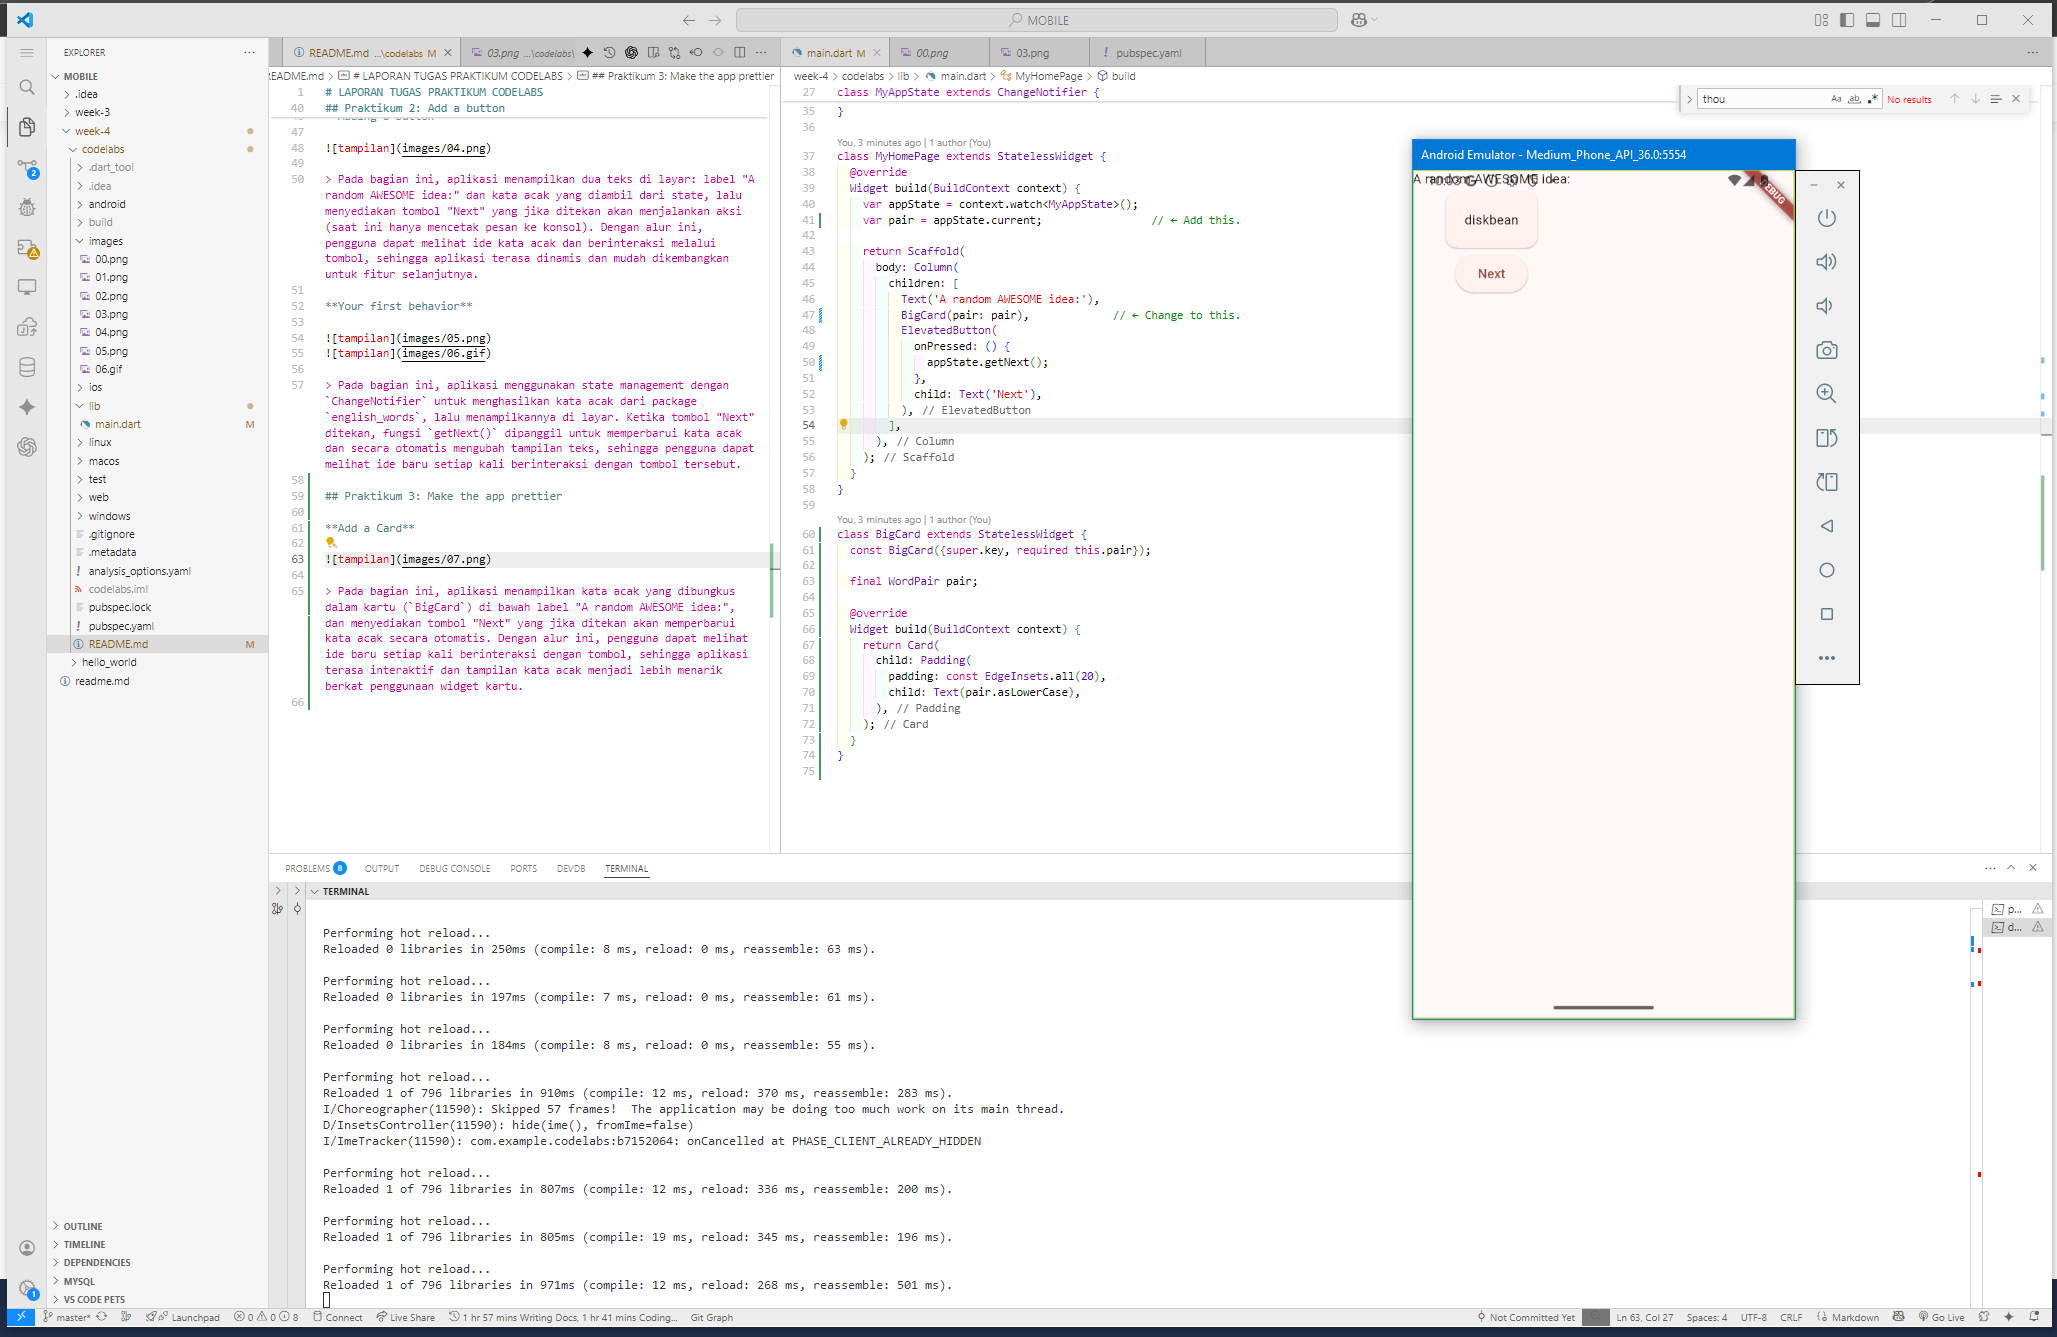 MOBILE
EXPLORER
MOBILE
.idea
week-3
week-4
codelabs
.dart_tool
.idea
android
build
images
00.png
01.png
02.png
03.png
04.png
05.png
06.gif
ios
lib
main.dart M
linux
macos
test
web
windows
.gitignore
.metadata
analysis_options.yaml
codelabs.iml
pubspec.lock
pubspec.yaml
README.md M
hello_world
readme.md
OUTLINE
TIMELINE
DEPENDENCIES
MYSQL
VS CODE PETS
README.md ...\codelabs M
03.png ...\codelabs\
README.md > # LAPORAN TUGAS PRAKTIKUM CODELABS > ## Praktikum 3: Make the app prettier
1 # LAPORAN TUGAS PRAKTIKUM CODELABS
40 ## Praktikum 2: Add a button
47
48 ![tampilan](images/04.png)
49
50 > Pada bagian ini, aplikasi menampilkan dua teks di layar: label "A
random AWESOME idea:" dan kata acak yang diambil dari state, lalu
menyediakan tombol "Next" yang jika ditekan akan menjalankan aksi
(saat ini hanya mencetak pesan ke konsol). Dengan alur ini,
pengguna dapat melihat ide kata acak dan berinteraksi melalui
tombol, sehingga aplikasi terasa dinamis dan mudah dikembangkan
untuk fitur selanjutnya.
51
52 **Your first behavior**
53
54 ![tampilan](images/05.png)
55 ![tampilan](images/06.gif)
56
57 > Pada bagian ini, aplikasi menggunakan state management dengan
`ChangeNotifier` untuk menghasilkan kata acak dari package
`english_words`, lalu menampilkannya di layar. Ketika tombol "Next"
ditekan, fungsi `getNext()` dipanggil untuk memperbarui kata acak
dan secara otomatis mengubah tampilan teks, sehingga pengguna dapat
melihat ide baru setiap kali berinteraksi dengan tombol tersebut.
58
59 ## Praktikum 3: Make the app prettier
60
61 **Add a Card**
62
63 ![tampilan](images/07.png)
64
65 > Pada bagian ini, aplikasi menampilkan kata acak yang dibungkus
dalam kartu (`BigCard`) di bawah label "A random AWESOME idea:",
dan menyediakan tombol "Next" yang jika ditekan akan memperbarui
kata acak secara otomatis. Dengan alur ini, pengguna dapat melihat
ide baru setiap kali berinteraksi dengan tombol, sehingga aplikasi
terasa interaktif dan tampilan kata acak menjadi lebih menarik
berkat penggunaan widget kartu.
66
main.dart M
00.png
03.png
pubspec.yaml
week-4 > codelabs > lib > main.dart > MyHomePage > build
27 class MyAppState extends ChangeNotifier {
35 }
36
You, 3 minutes ago | 1 author (You)
37 class MyHomePage extends StatelessWidget {
38 @override
39 Widget build(BuildContext context) {
40 var appState = context.watch<MyAppState>();
41 var pair = appState.current; // ← Add this.
42
43 return Scaffold(
44 body: Column(
45 children: [
46 Text('A random AWESOME idea:'),
47 BigCard(pair: pair), // ← Change to this.
48 ElevatedButton(
49 onPressed: () {
50 appState.getNext();
51 },
52 child: Text('Next'),
53 ), // ElevatedButton
54 ],
55 ), // Column
56 ); // Scaffold
57 }
58 }
59
You, 3 minutes ago | 1 author (You)
60 class BigCard extends StatelessWidget {
61 const BigCard({super.key, required this.pair});
62
63 final WordPair pair;
64
65 @override
66 Widget build(BuildContext context) {
67 return Card(
68 child: Padding(
69 padding: const EdgeInsets.all(20),
70 child: Text(pair.asLowerCase),
71 ), // Padding
72 ); // Card
73 }
74 }
75
thou
Aa ab .*
No results
Android Emulator - Medium_Phone_API_36.0:5554
A random AWESOME idea:
diskbean
Next
PROBLEMS 8 OUTPUT DEBUG CONSOLE PORTS DEVDB TERMINAL
TERMINAL
Performing hot reload...
Reloaded 0 libraries in 250ms (compile: 8 ms, reload: 0 ms, reassemble: 63 ms).
Performing hot reload...
Reloaded 0 libraries in 197ms (compile: 7 ms, reload: 0 ms, reassemble: 61 ms).
Performing hot reload...
Reloaded 0 libraries in 184ms (compile: 8 ms, reload: 0 ms, reassemble: 55 ms).
Performing hot reload...
Reloaded 1 of 796 libraries in 910ms (compile: 12 ms, reload: 370 ms, reassemble: 283 ms).
I/Choreographer(11590): Skipped 57 frames! The application may be doing too much work on its main thread.
D/InsetsController(11590): hide(ime(), fromIme=false)
I/ImeTracker(11590): com.example.codelabs:b7152064: onCancelled at PHASE_CLIENT_ALREADY_HIDDEN
Performing hot reload...
Reloaded 1 of 796 libraries in 807ms (compile: 12 ms, reload: 336 ms, reassemble: 200 ms).
Performing hot reload...
Reloaded 1 of 796 libraries in 805ms (compile: 19 ms, reload: 345 ms, reassemble: 196 ms).
Performing hot reload...
Reloaded 1 of 796 libraries in 971ms (compile: 12 ms, reload: 268 ms, reassemble: 501 ms).
p...
d...
master* Launchpad 0 0 8 Connect Live Share 1 hr 57 mins Writing Docs, 1 hr 41 mins Coding... Git Graph
Not Committed Yet Ln 63, Col 27 Spaces: 4 UTF-8 CRLF Markdown Go Live